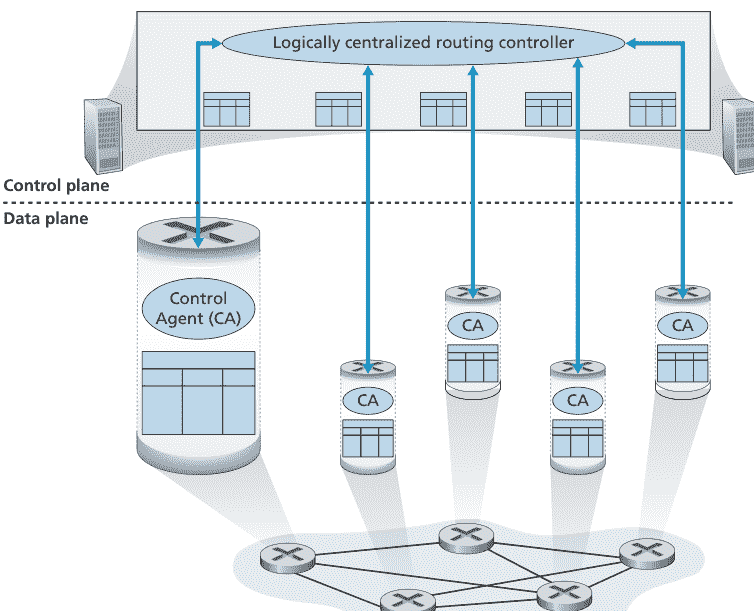 Logically centralized routing controller
Control plane
Data plane
Control
Agent (CA)
CA
CA
CA
CA